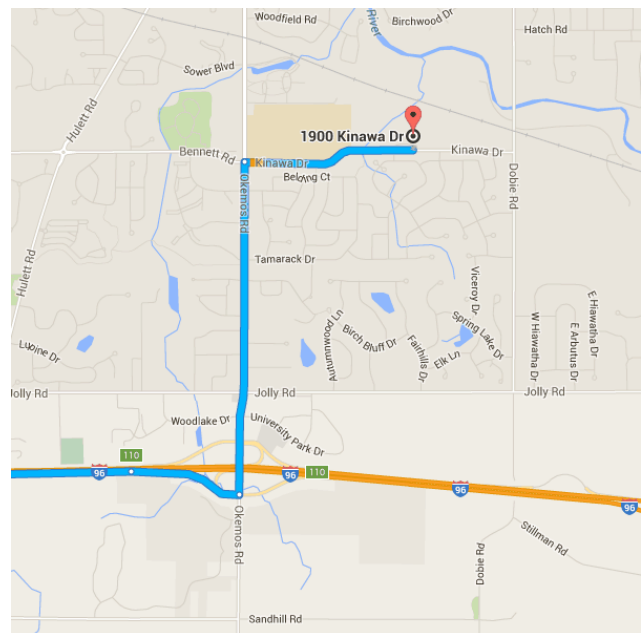 Woodfield Rd
River
Birchwood Dr
Hatch Rd
Sower Blvd
Hulett Rd
1900 Kinawa Dr
Bennett Rd
Kinawa Dr
Kinawa Dr
Belding Ct
Dobie Rd
Okemos Rd
Hulett Rd
Tamarack Dr
Viceroy Dr
Autumnwood Ln
Birch Bluff Dr
Fairhills Dr
Spring Lake Dr
Elk Ln
W Hiawatha Dr
E Arbutus Dr
E Hiawatha Dr
Lupine Dr
Jolly Rd
Jolly Rd
Jolly Rd
Woodlake Dr
University Park Dr
110
96
96
110
96
96
Okemos Rd
Stillman Rd
Dobie Rd
Sandhill Rd